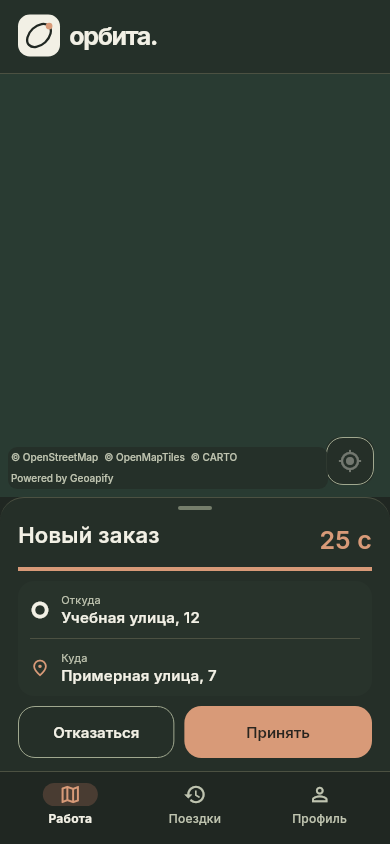 орбита.
© OpenStreetMap © OpenMapTiles © CARTO
Powered by Geoapify
Новый заказ
25 с
Откуда
Учебная улица, 12
Куда
Примерная улица, 7
Отказаться
Принять
Работа
Поездки
Профиль